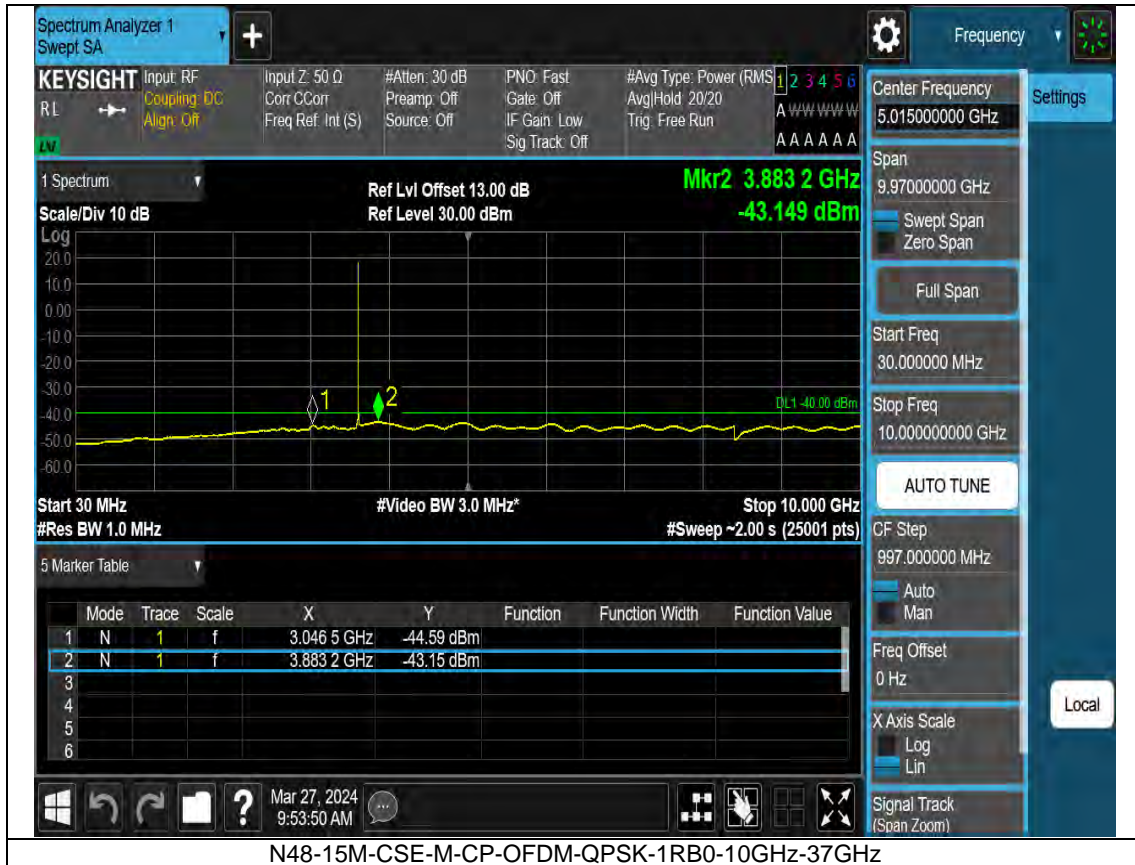 Spectrum Analyzer 1
Swept SA
+
Frequency
KEYSIGHT
RL
LXI
Input: RF
Coupling: DC
Align: Off
Input Z: 50 Ω
Corr CCorr
Freq Ref: Int (S)
#Atten: 30 dB
Preamp: Off
Source: Off
PNO: Fast
Gate: Off
IF Gain: Low
Sig Track: Off
#Avg Type: Power (RMS
Avg|Hold: 20/20
Trig: Free Run
1 2 3 4 5 6
A W W W W W
A A A A A A
1 Spectrum
Scale/Div 10 dB
Ref Lvl Offset 13.00 dB
Ref Level 30.00 dBm
Mkr2 3.883 2 GHz
-43.149 dBm
Log
20.0
10.0
0.00
-10.0
-20.0
-30.0
-40.0
-50.0
-60.0
1
2
DL1 -40.00 dBm
Start 30 MHz
#Res BW 1.0 MHz
#Video BW 3.0 MHz*
Stop 10.000 GHz
#Sweep ~2.00 s (25001 pts)
5 Marker Table
Mode Trace Scale X Y Function Function Width Function Value
1 N 1 f 3.046 5 GHz -44.59 dBm
2 N 1 f 3.883 2 GHz -43.15 dBm
3
4
5
6
?
Mar 27, 2024
9:53:50 AM
Center Frequency
5.015000000 GHz
Span
9.97000000 GHz
Swept Span
Zero Span
Full Span
Start Freq
30.000000 MHz
Stop Freq
10.000000000 GHz
AUTO TUNE
CF Step
997.000000 MHz
Auto
Man
Freq Offset
0 Hz
X Axis Scale
Log
Lin
Signal Track
(Span Zoom)
Settings
Local
N48-15M-CSE-M-CP-OFDM-QPSK-1RB0-10GHz-37GHz